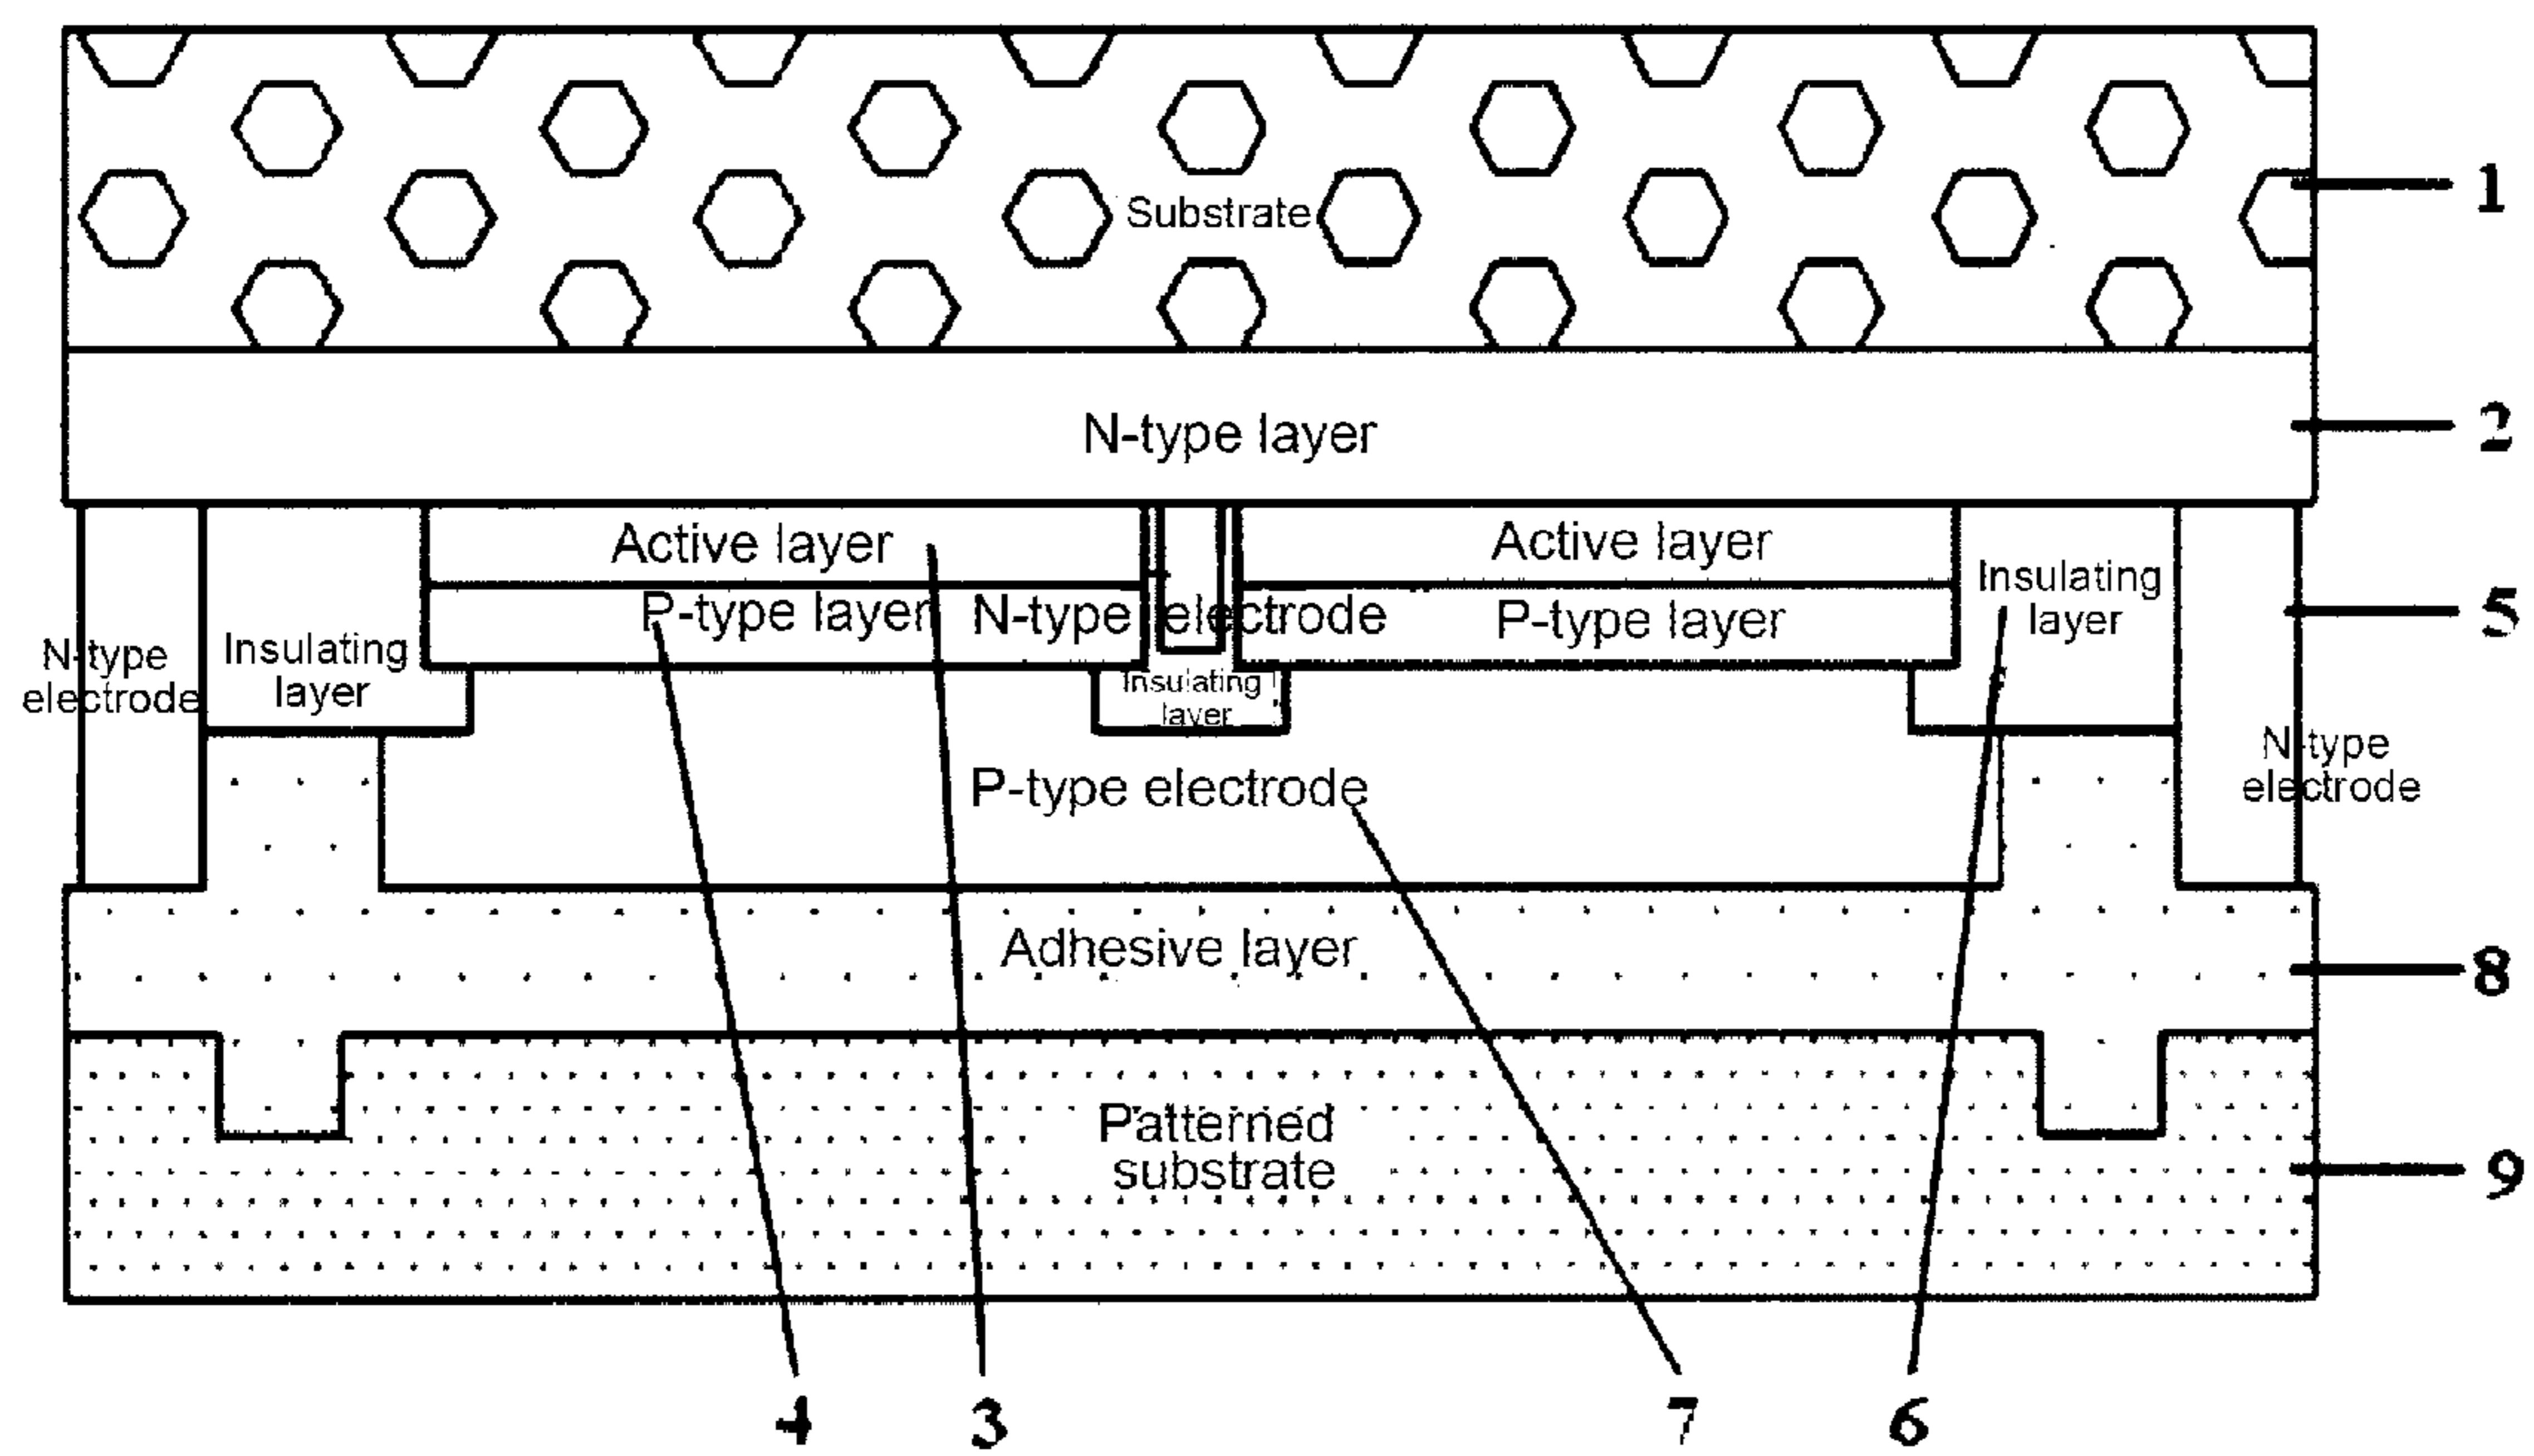 Substrate
1
N-type layer
2
Active layer
Active layer
P-type layer
N-type electrode
P-type layer
Insulating
layer
5
N-type
electrode
Insulating
layer
Insulating
layer
N-type
electrode
P-type electrode
Adhesive layer
8
Patterned
substrate
9
4
3
7
6